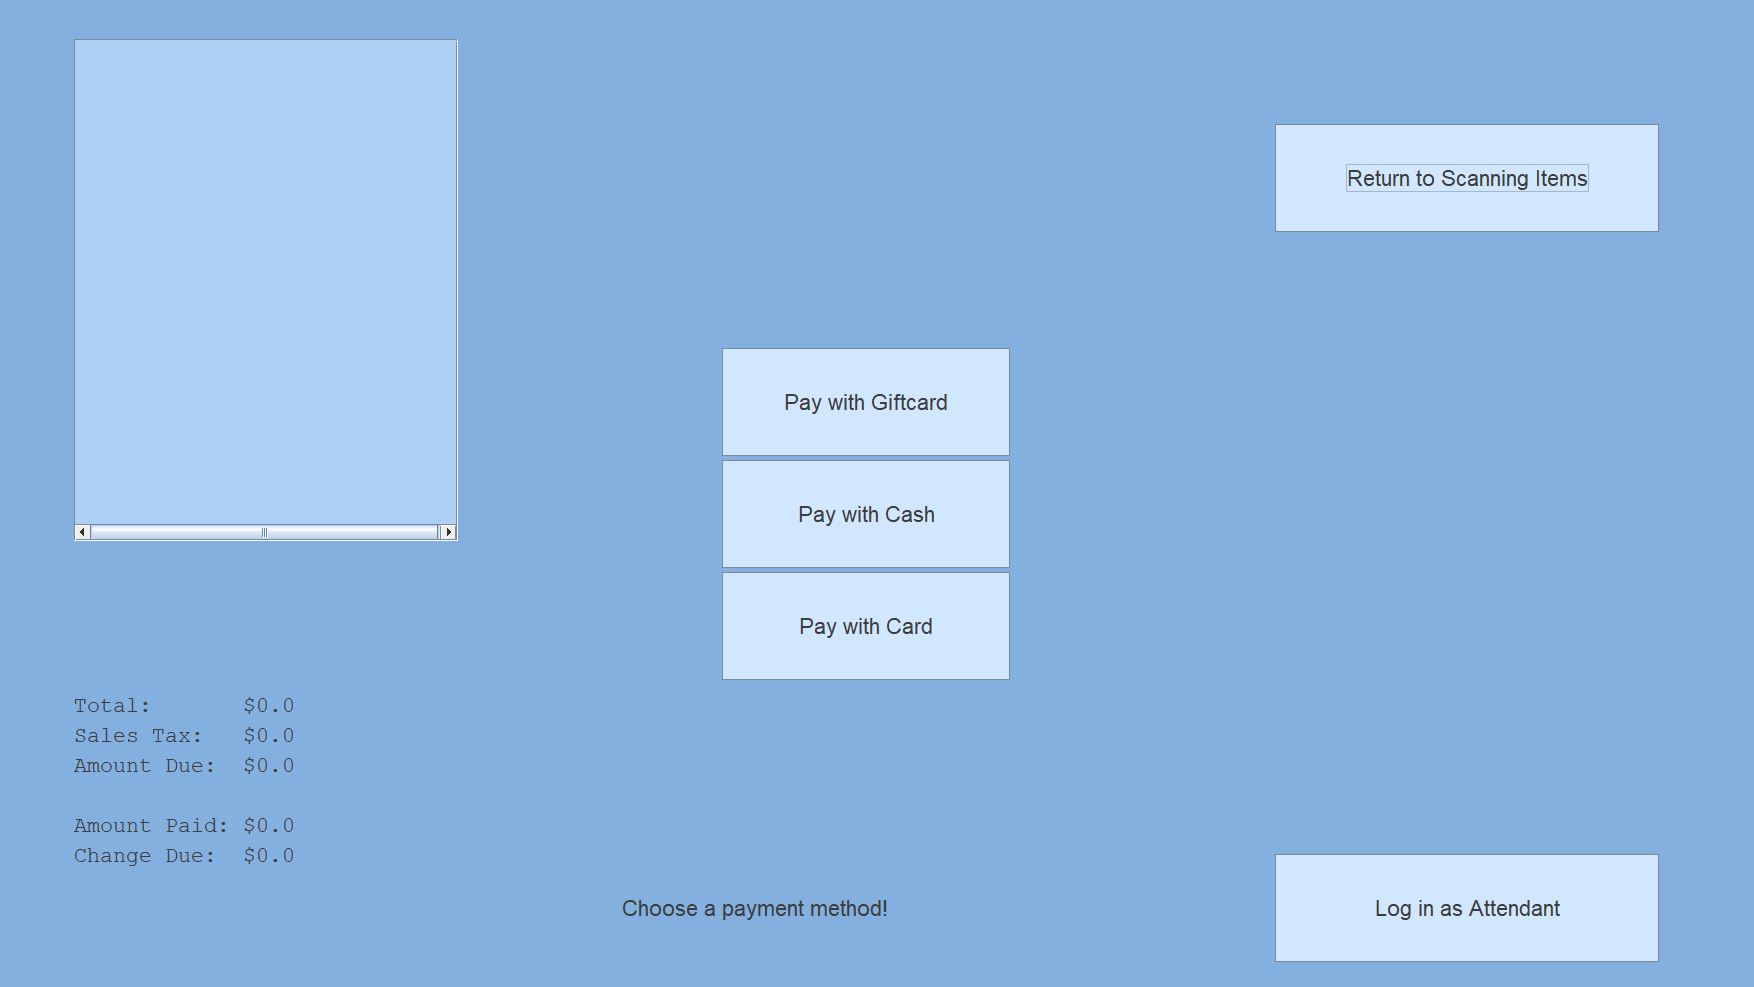 Return to Scanning Items
Pay with Giftcard
Pay with Cash
Pay with Card
Total: $0.0
Sales Tax: $0.0
Amount Due: $0.0
Amount Paid: $0.0
Change Due: $0.0
Choose a payment method!
Log in as Attendant